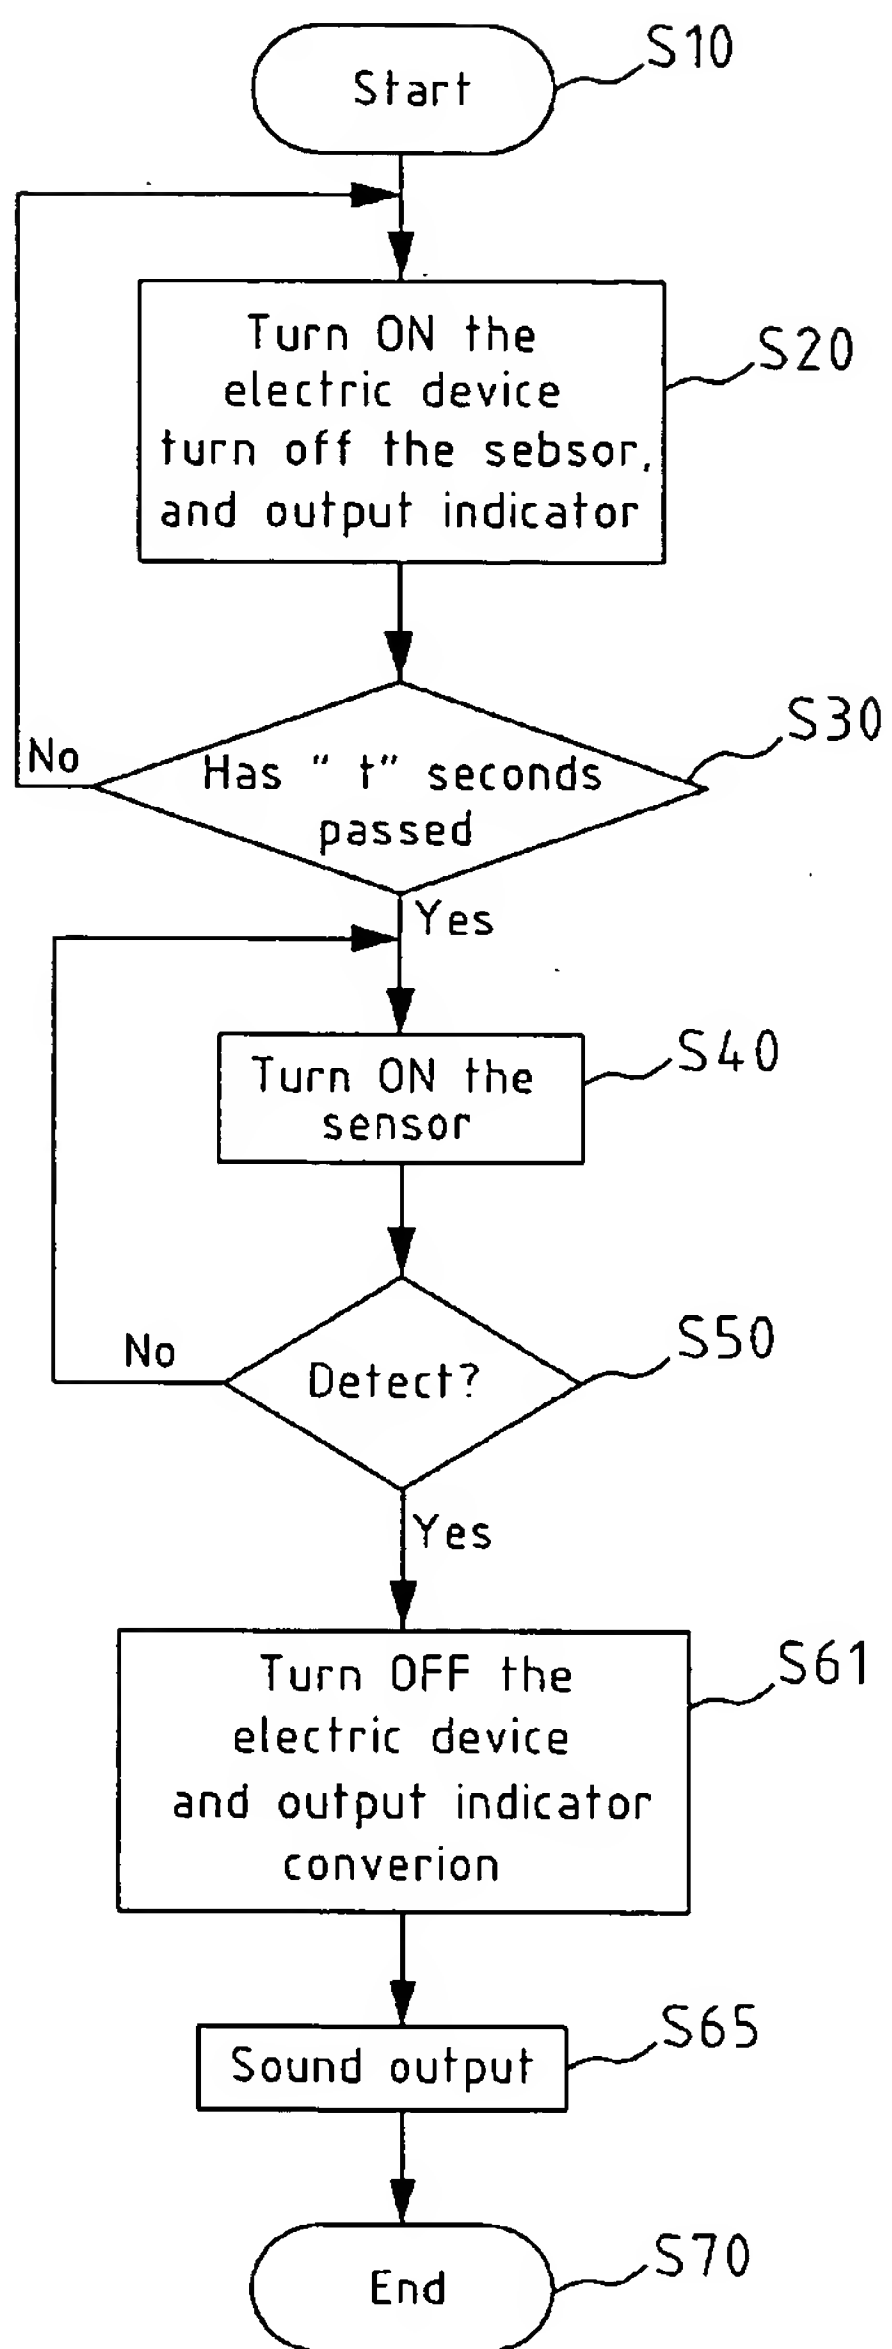 S10
Start
Turn ON the
electric device
turn off the sebsor,
and output indicator
S20
No
Has " t" seconds
passed
S30
Yes
Turn ON the
sensor
S40
No
Detect?
S50
Yes
Turn OFF the
electric device
and output indicator
converion
S61
Sound output
S65
End
S70